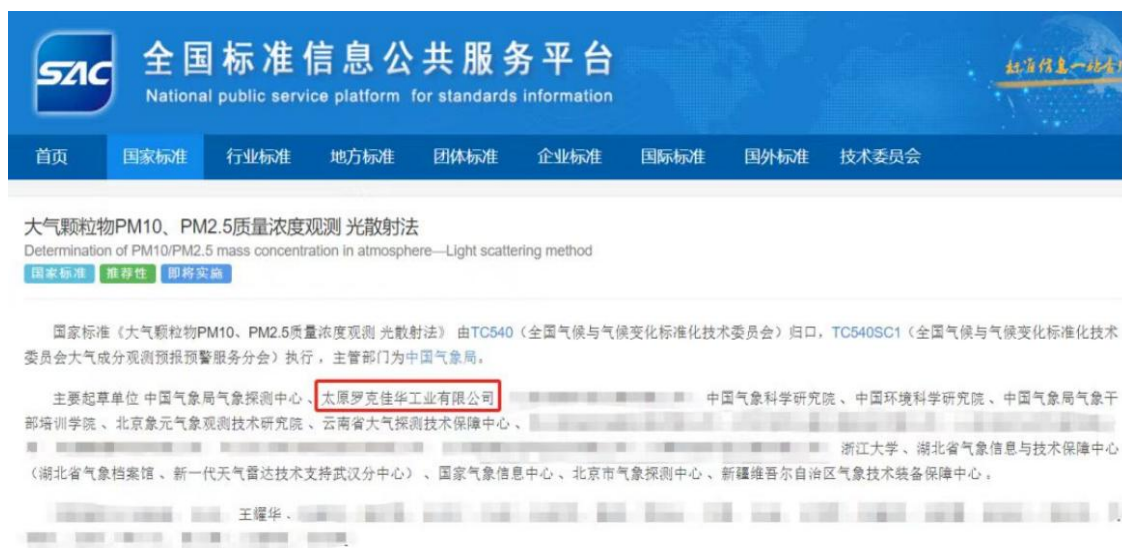 SAC
全国标准信息公共服务平台
National public service platform for standards information
首页 国家标准 行业标准 地方标准 团体标准 企业标准 国际标准 国外标准 技术委员会
大气颗粒物PM10、PM2.5质量浓度观测 光散射法
Determination of PM10/PM2.5 mass concentration in atmosphere—Light scattering method
国家标准 推荐性 即将实施
国家标准《大气颗粒物PM10、PM2.5质量浓度观测 光散射法》 由TC540（全国气候与气候变化标准化技术委员会）归口，TC540SC1（全国气候与气候变化标准化技术
委员会大气成分观测预报预警服务分会）执行，主管部门为中国气象局。
主要起草单位 中国气象局气象探测中心、太原罗克佳华工业有限公司 中国气象科学研究院、中国环境科学研究院、中国气象局气象干
部培训学院、北京象元气象观测技术研究院、云南省大气探测技术保障中心、
浙江大学、湖北省气象信息与技术保障中心
（湖北省气象档案馆、新一代天气雷达技术支持武汉分中心）、国家气象信息中心、北京市气象探测中心、新疆维吾尔自治区气象技术装备保障中心。
王耀华、